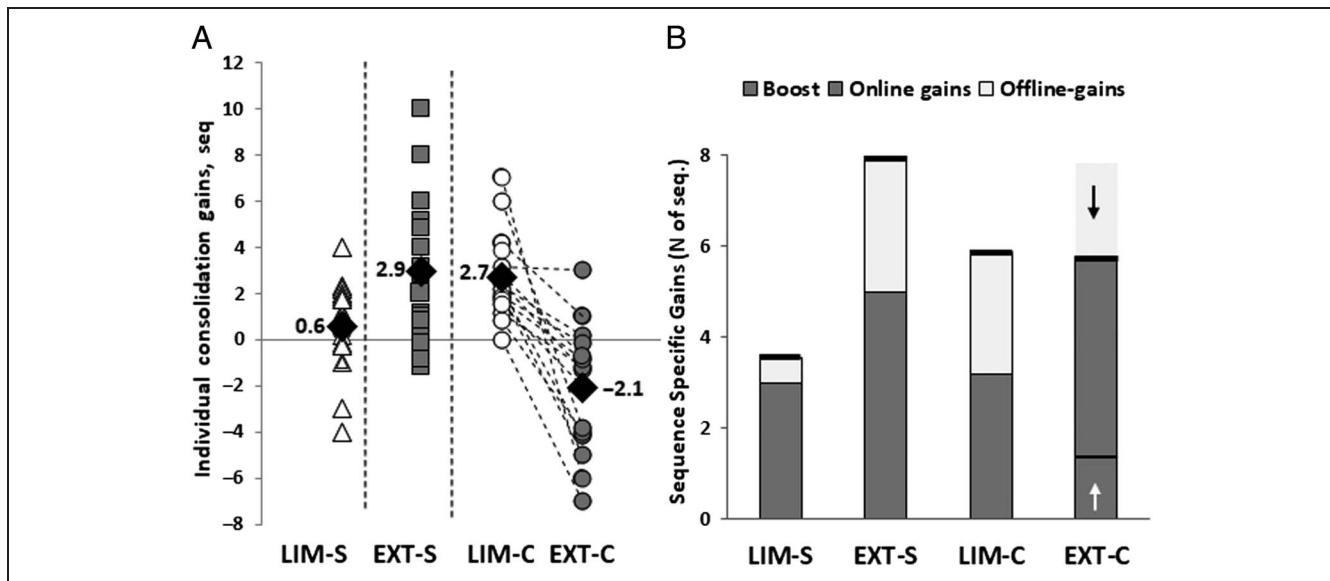 A
Individual consolidation gains, seq
12
10
8
6
4
2
0
−2
−4
−6
−8
0.6
2.9
2.7
−2.1
LIM-S EXT-S LIM-C EXT-C
B
Boost Online gains Offline-gains
Sequence Specific Gains (N of seq.)
8
6
4
2
0
LIM-S EXT-S LIM-C EXT-C